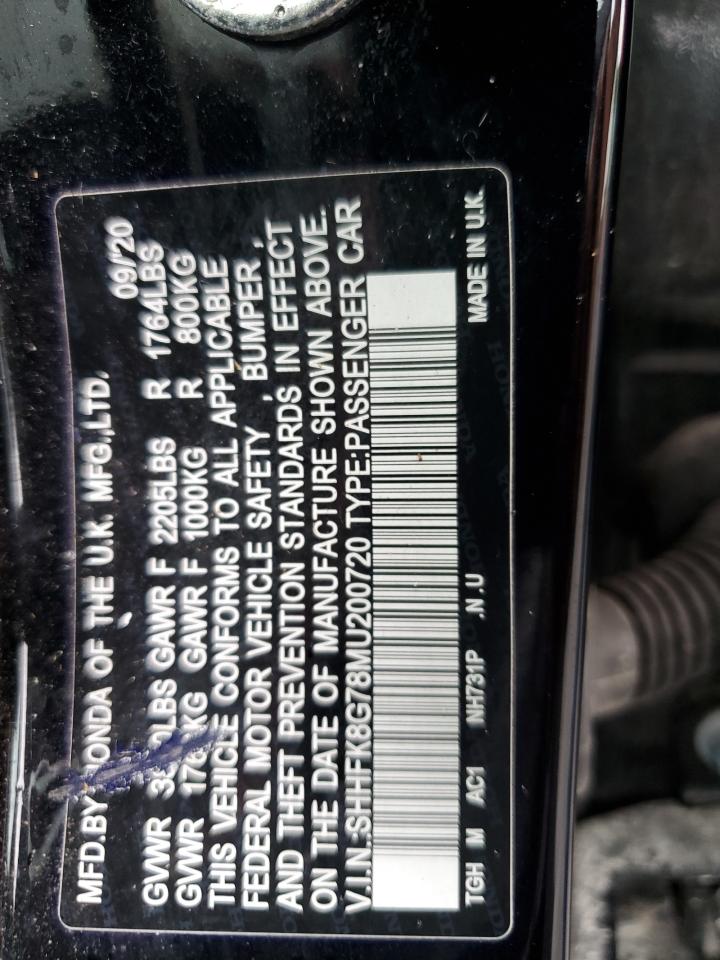 MFD.BY HONDA OF THE U.K. MFG.,LTD. 09/'20
GVWR LBS GAWR F 2205LBS R 1764LBS
GVWR KG GAWR F 1000KG R 800KG
THIS VEHICLE CONFORMS TO ALL APPLICABLE
FEDERAL MOTOR VEHICLE SAFETY , BUMPER ,
AND THEFT PREVENTION STANDARDS IN EFFECT
ON THE DATE OF MANUFACTURE SHOWN ABOVE.
V.I.N.:SHHFK8G78MU200720 TYPE:PASSENGER CAR
TGH M AC1 NH731P .N .U MADE IN U.K.